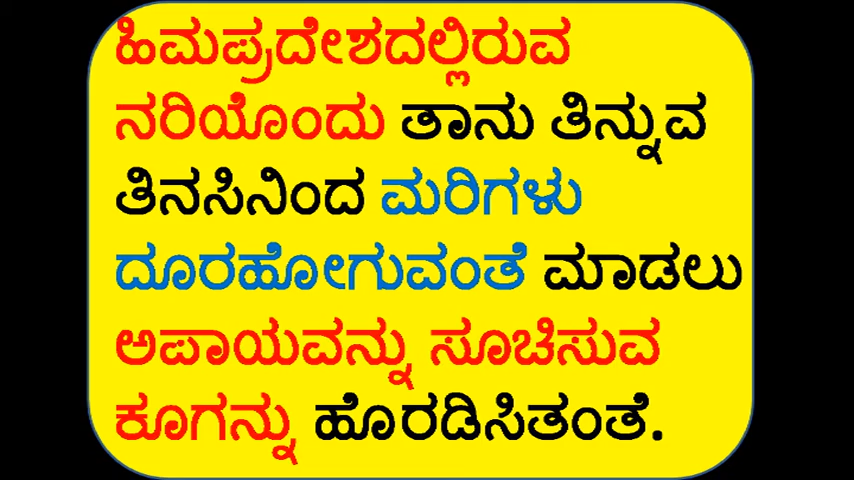 ಹಿಮಪ್ರದೇಶದಲ್ಲಿರುವ
ನರಿಯೊಂದು ತಾನು ತಿನ್ನುವ
ತಿನಸಿನಿಂದ ಮರಿಗಳು
ದೂರಹೋಗುವಂತೆ ಮಾಡಲು
ಅಪಾಯವನ್ನು ಸೂಚಿಸುವ
ಕೂಗನ್ನು ಹೊರಡಿಸಿತಂತೆ.